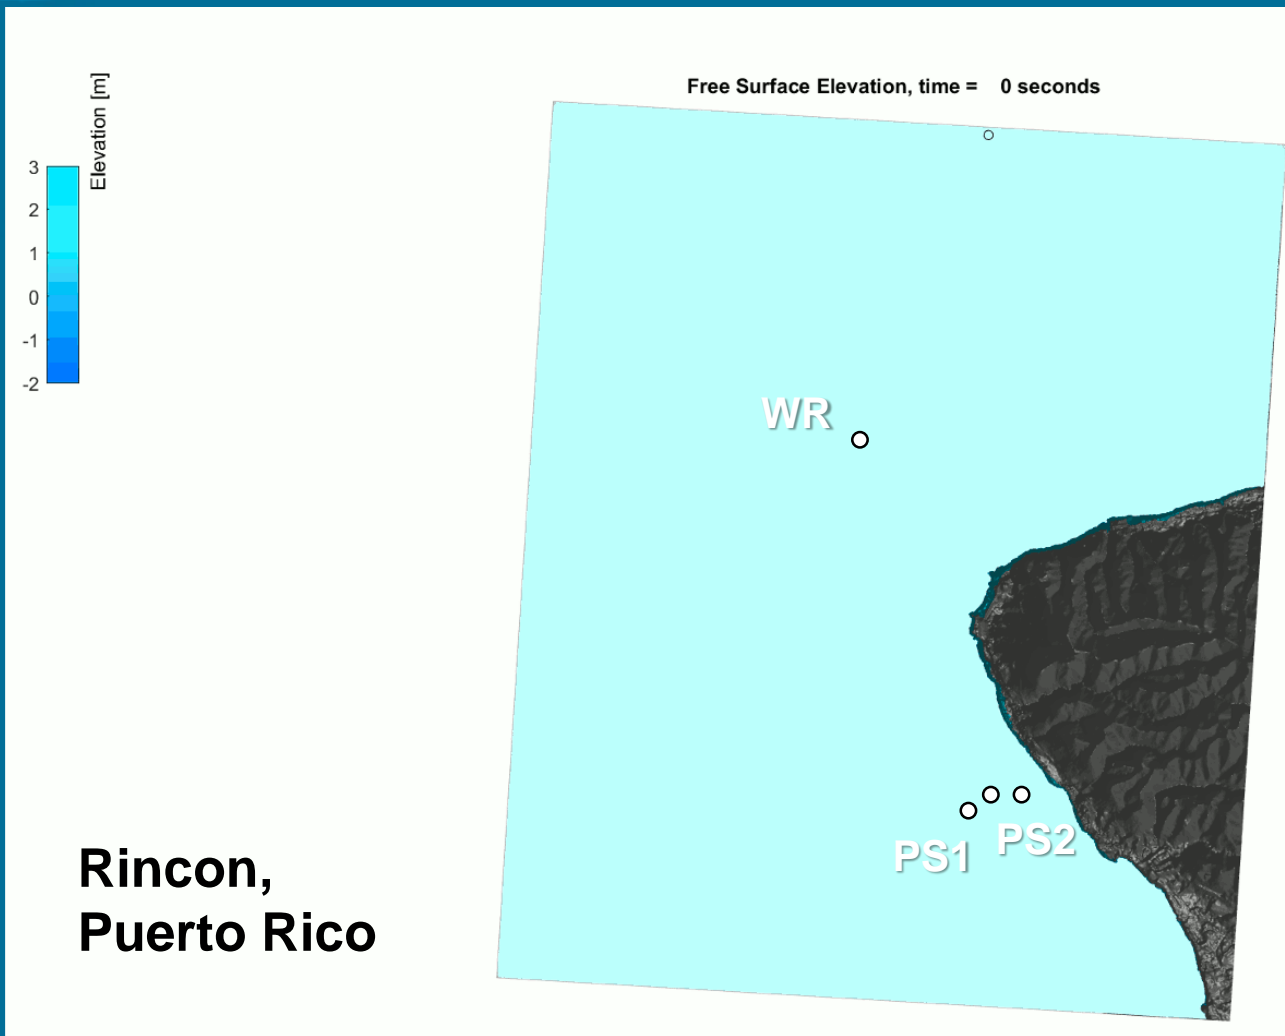 Free Surface Elevation, time =    0 seconds
Elevation [m]
3
2
1
0
-1
-2
WR
PS1
PS2
Rincon,
Puerto Rico